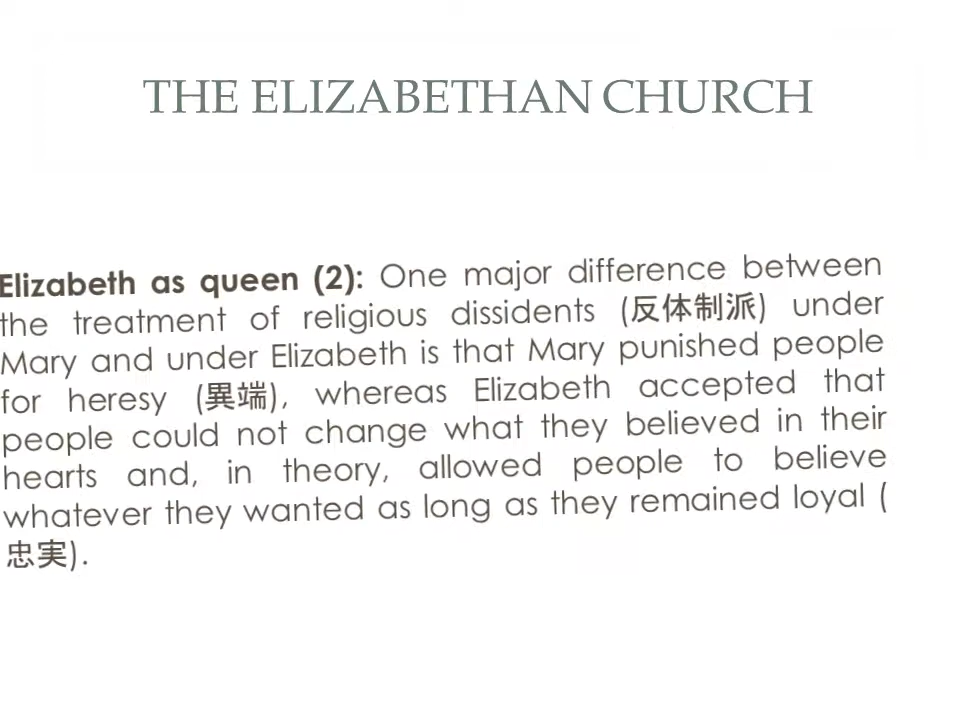 THE ELIZABETHAN CHURCH
Elizabeth as queen (2): One major difference between
the treatment of religious dissidents (反体制派) under
Mary and under Elizabeth is that Mary punished people
for heresy (異端), whereas Elizabeth accepted that
people could not change what they believed in their
hearts and, in theory, allowed people to believe
whatever they wanted as long as they remained loyal (
忠実).